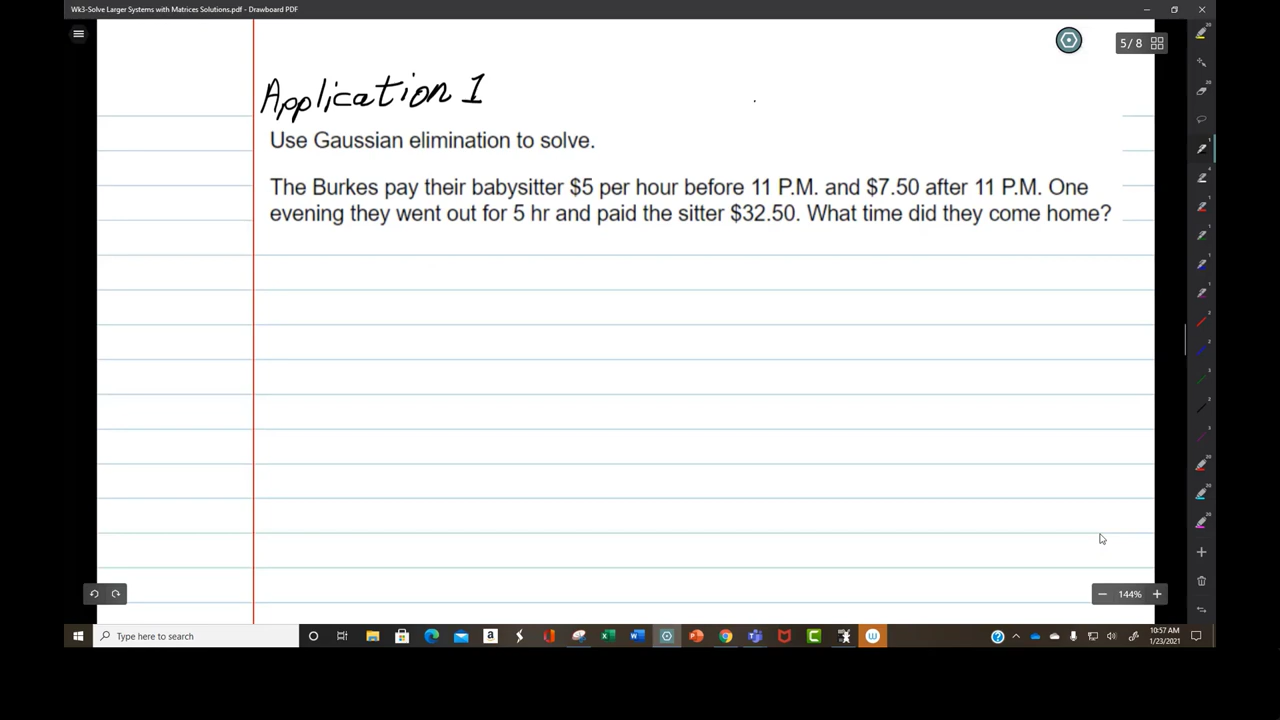 Wk3-Solve Larger Systems with Matrices Solutions.pdf - Drawboard PDF
5 / 8
Application 1
Use Gaussian elimination to solve.
The Burkes pay their babysitter $5 per hour before 11 P.M. and $7.50 after 11 P.M. One
evening they went out for 5 hr and paid the sitter $32.50. What time did they come home?
144%
Type here to search
10:57 AM
1/23/2021